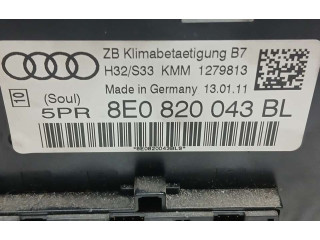 ZB Klimabetaetigung B7
H32/S33 KMM 1279813
Made in Germany 13.01.11
10
(Soul)
5PR 8E0 820 043 BL
*8E0820043BLS*